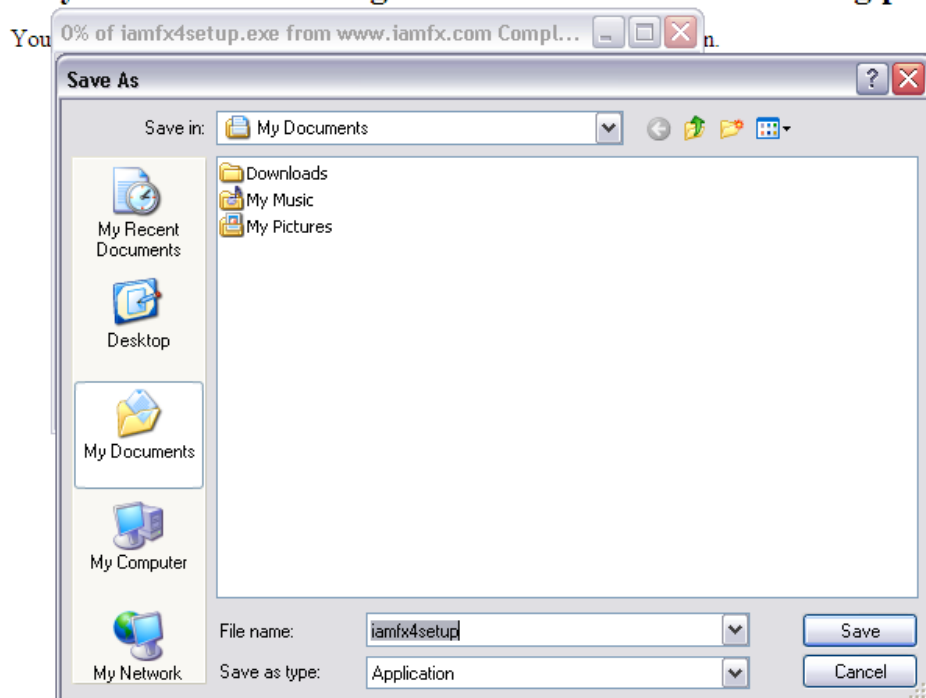 You
n.
0% of iamfx4setup.exe from www.iamfx.com Compl...
Save As
Save in: My Documents
Downloads
My Music
My Pictures
My Recent
Documents
Desktop
My Documents
My Computer
My Network
File name: iamfx4setup
Save
Save as type: Application
Cancel